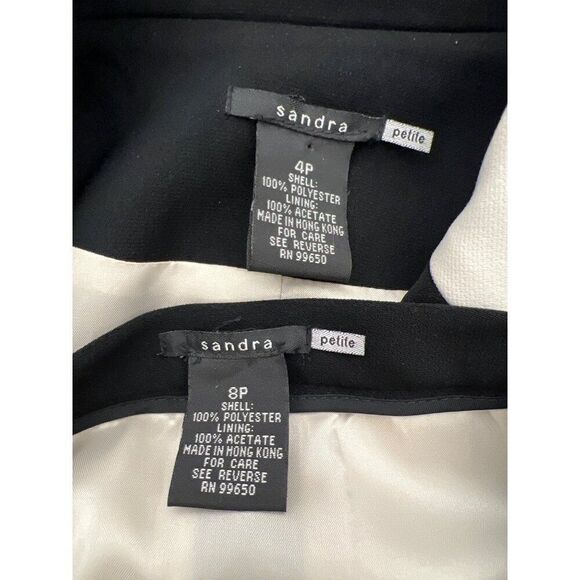 sandra
petite
4P
SHELL:
100% POLYESTER
LINING:
100% ACETATE
MADE IN HONG KONG
FOR CARE
SEE REVERSE
RN 99650
sandra
petite
8P
SHELL:
100% POLYESTER
LINING:
100% ACETATE
MADE IN HONG KONG
FOR CARE
SEE REVERSE
RN 99650